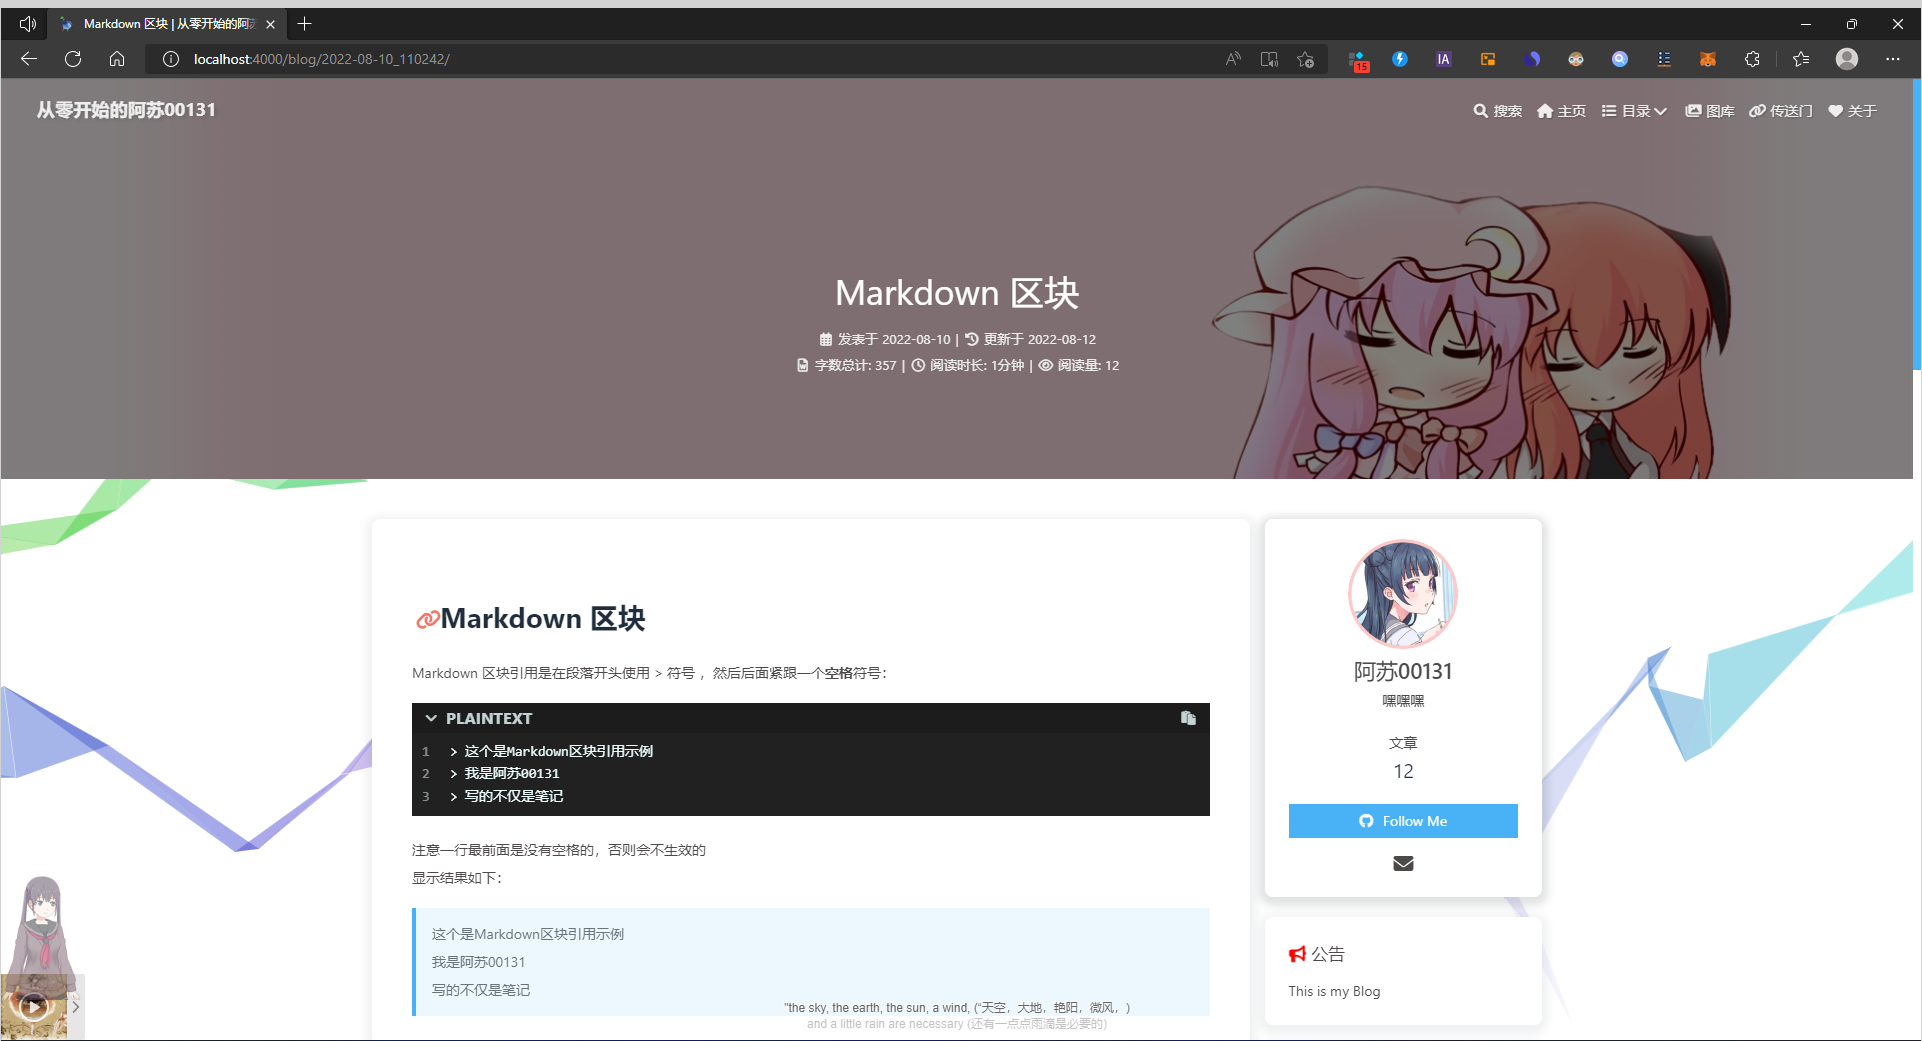 Markdown 区块 | 从零开始的阿苏
localhost:4000/blog/2022-08-10_110242/
IA
15
从零开始的阿苏00131
搜索 主页 目录 图库 传送门 关于
Markdown 区块
发表于 2022-08-10 | 更新于 2022-08-12
字数总计: 357 | 阅读时长: 1分钟 | 阅读量: 12
Markdown 区块
Markdown 区块引用是在段落开头使用 > 符号 ，然后后面紧跟一个空格符号：
PLAINTEXT
1 > 这个是Markdown区块引用示例
2 > 我是阿苏00131
3 > 写的不仅是笔记
注意一行最前面是没有空格的，否则会不生效的
显示结果如下：
这个是Markdown区块引用示例
我是阿苏00131
写的不仅是笔记
"the sky, the earth, the sun, a wind, (“天空，大地，艳阳，微风，)
and a little rain are necessary (还有一点点雨滴是必要的)
阿苏00131
嘿嘿嘿
文章
12
Follow Me
公告
This is my Blog